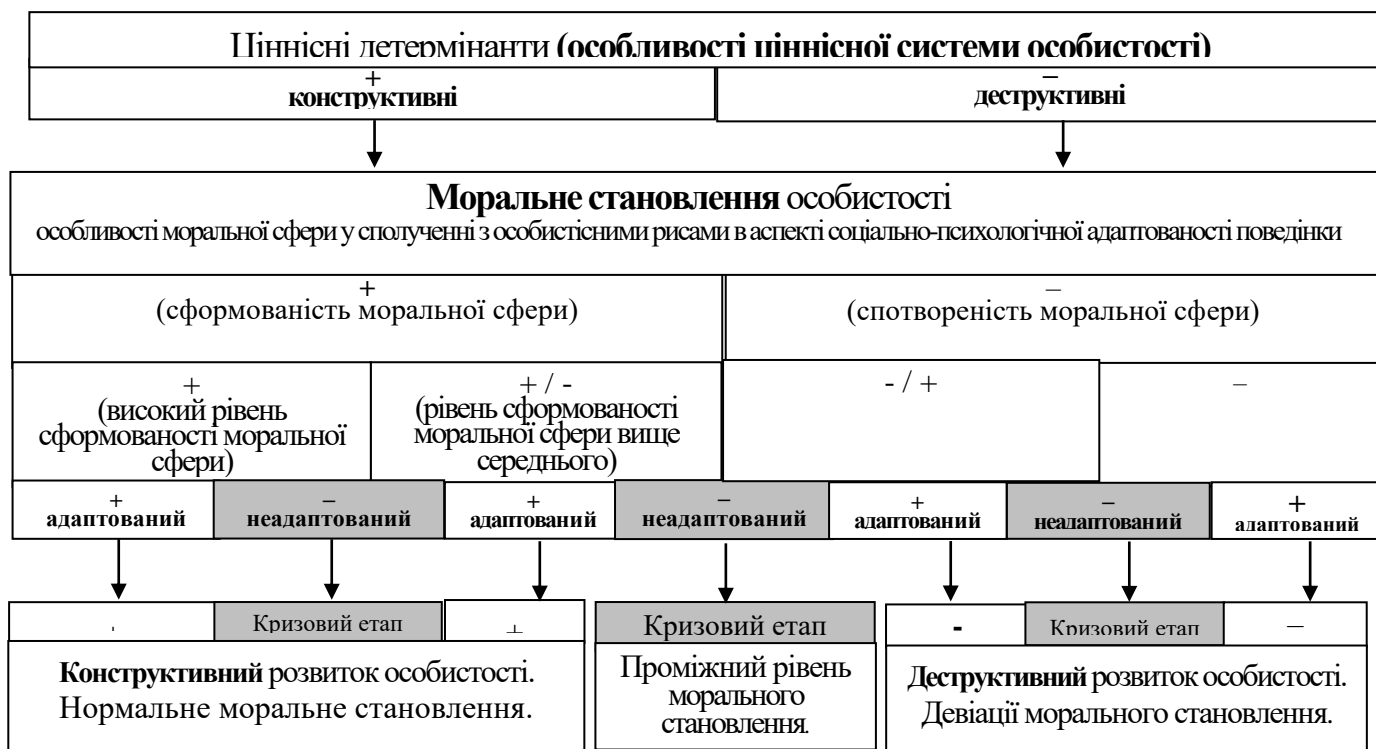 Ціннісні детермінанти (особливості ціннісної системи особистості)
+
конструктивні
–
деструктивні
Моральне становлення особистості
особливості моральної сфери у сполученні з особистісними рисами в аспекті соціально-психологічної адаптованості поведінки
+
(сформованість моральної сфери)
–
(спотвореність моральної сфери)
+
(високий рівень
сформованості моральної
сфери)
+ / -
(рівень сформованості
моральної сфери вище
середнього)
- / +
–
+
адаптований
–
неадаптований
+
адаптований
–
неадаптований
+
адаптований
–
неадаптований
+
адаптований
Кризовий етап
+
Кризовий етап
-
Кризовий етап
–
Конструктивний розвиток особистості.
Нормальне моральне становлення.
Проміжний рівень
морального
становлення.
Деструктивний розвиток особистості.
Девіації морального становлення.